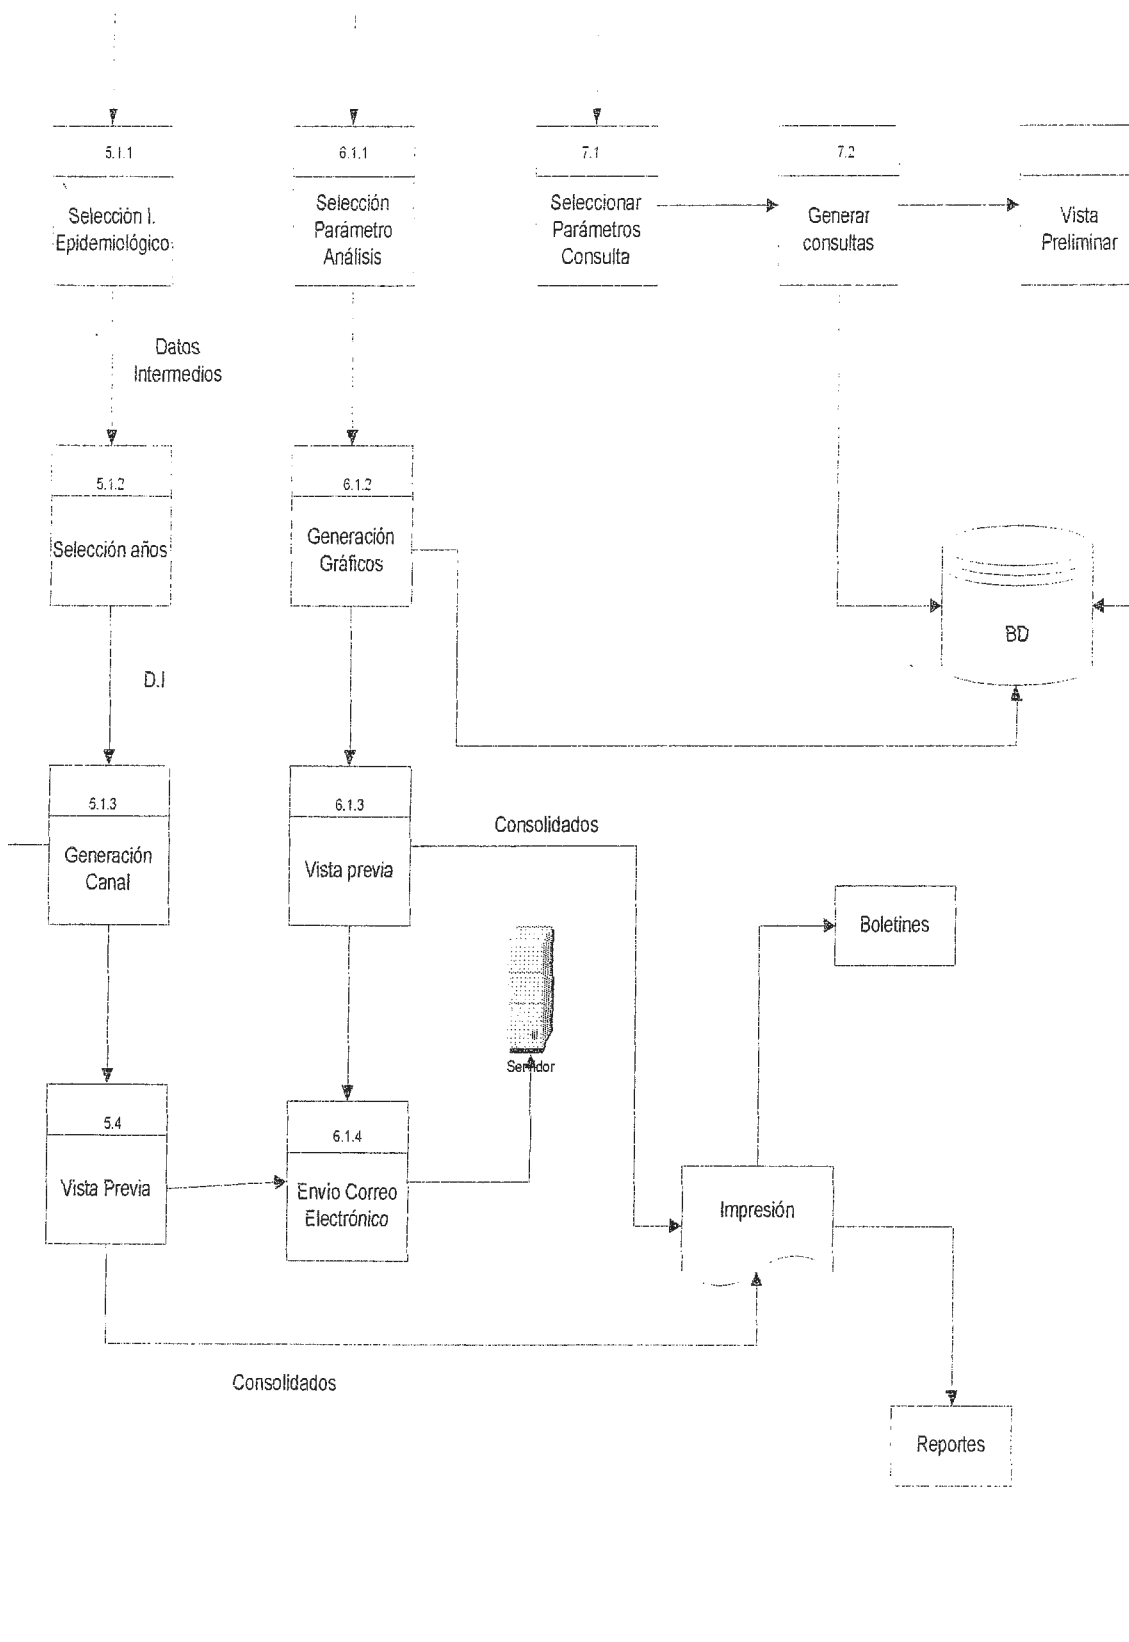 5.1.1
Selección I.
Epidemiológico
6.1.1
Selección
Parámetro
Análisis
7.1
Seleccionar
Parámetros
Consulta
7.2
Generar
consultas
Vista
Preliminar
Datos
Intermedios
5.1.2
Selección años
6.1.2
Generación
Gráficos
BD
D.I
5.1.3
Generación
Canal
6.1.3
Vista previa
Consolidados
Boletines
Servidor
5.4
Vista Previa
6.1.4
Envio Correo
Electrónico
Impresión
Consolidados
Reportes